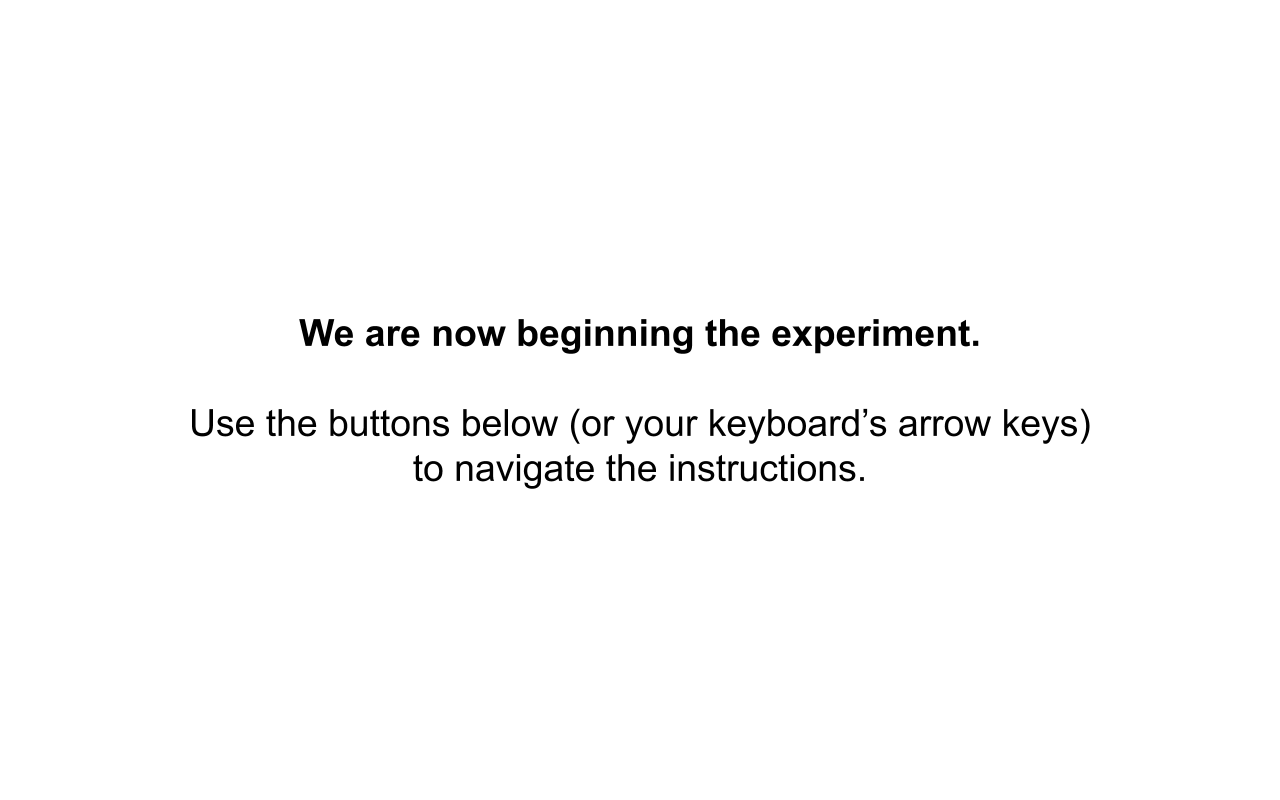 We are now beginning the experiment.
Use the buttons below (or your keyboard’s arrow keys)
to navigate the instructions.